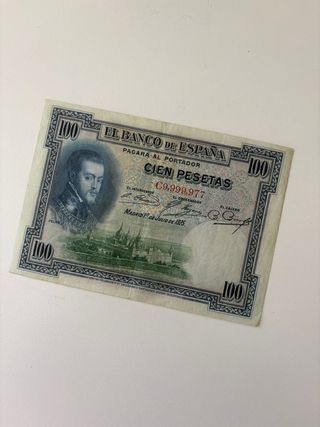 100
EL BANCO DE ESPAÑA
100
PAGARÁ AL PORTADOR
CIEN PESETAS
C9,999,977
EL INTERVENTOR
EL GOBERNADOR
EL CAJERO
Madrid 1º de Julio de 1925
100
100